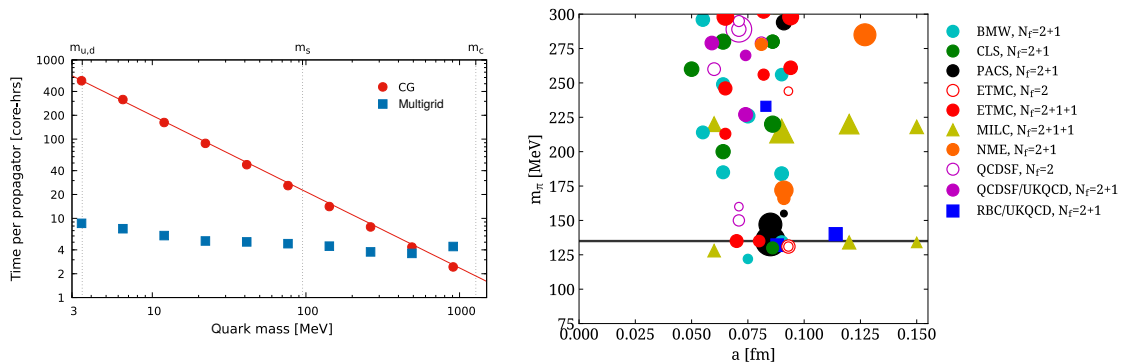 m_{u,d} m_s m_c
1000
400
200
100
40
20
10
4
2
1
3 10 100 1000
Time per propagator [core-hrs]
Quark mass [MeV]
CG
Multigrid
300
275
250
225
200
175
150
125
100
75
0.000 0.025 0.050 0.075 0.100 0.125 0.150
m_π [MeV]
a [fm]
BMW, N_f=2+1
CLS, N_f=2+1
PACS, N_f=2+1
ETMC, N_f=2
ETMC, N_f=2+1+1
MILC, N_f=2+1+1
NME, N_f=2+1
QCDSF, N_f=2
QCDSF/UKQCD, N_f=2+1
RBC/UKQCD, N_f=2+1